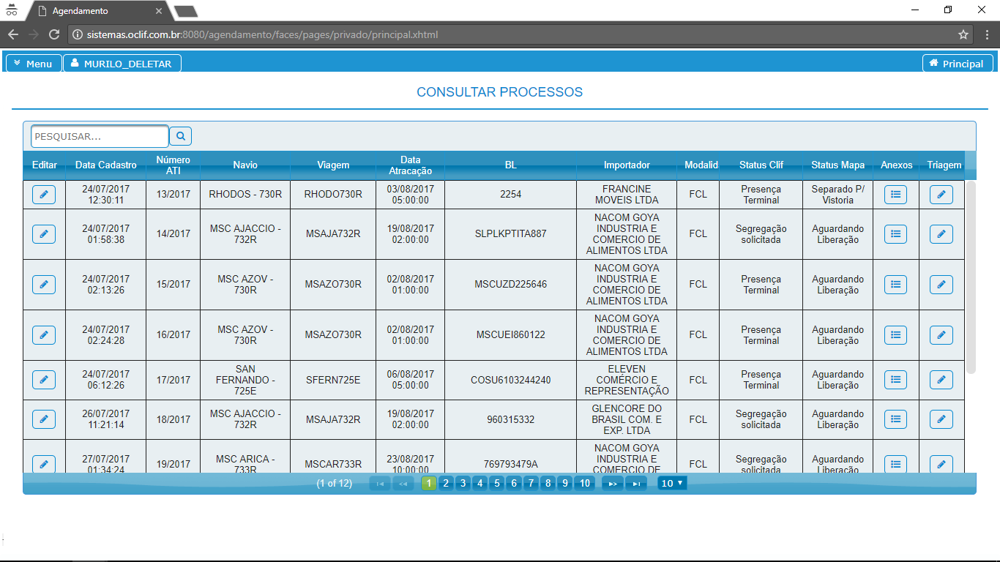 Agendamento
sistemas.oclif.com.br:8080/agendamento/faces/pages/privado/principal.xhtml
Menu MURILO_DELETAR Principal
CONSULTAR PROCESSOS
PESQUISAR...
Editar Data Cadastro Número ATI Navio Viagem Data Atracação BL Importador Modalid Status Clif Status Mapa Anexos Triagem
24/07/2017 12:30:11 13/2017 RHODOS - 730R RHODO730R 03/08/2017 05:00:00 2254 FRANCINE MOVEIS LTDA FCL Presença Terminal Separado P/ Vistoria
24/07/2017 01:58:38 14/2017 MSC AJACCIO - 732R MSAJA732R 19/08/2017 02:00:00 SLPLKPTITA887 NACOM GOYA INDUSTRIA E COMERCIO DE ALIMENTOS LTDA FCL Segregação solicitada Aguardando Liberação
24/07/2017 02:13:26 15/2017 MSC AZOV - 730R MSAZO730R 02/08/2017 01:00:00 MSCUZD225646 NACOM GOYA INDUSTRIA E COMERCIO DE ALIMENTOS LTDA FCL Presença Terminal Aguardando Liberação
24/07/2017 02:24:28 16/2017 MSC AZOV - 730R MSAZO730R 02/08/2017 01:00:00 MSCUEI860122 NACOM GOYA INDUSTRIA E COMERCIO DE ALIMENTOS LTDA FCL Presença Terminal Aguardando Liberação
24/07/2017 06:12:26 17/2017 SAN FERNANDO - 725E SFERN725E 06/08/2017 05:00:00 COSU6103244240 ELEVEN COMÉRCIO E REPRESENTAÇÃO FCL Presença Terminal Aguardando Liberação
26/07/2017 11:21:14 18/2017 MSC AJACCIO - 732R MSAJA732R 19/08/2017 02:00:00 960315332 GLENCORE DO BRASIL COM. E EXP. LTDA FCL Segregação solicitada Aguardando Liberação
27/07/2017 01:34:24 19/2017 MSC ARICA - 733R MSCAR733R 23/08/2017 10:00:00 769793479A NACOM GOYA INDUSTRIA E COMERCIO DE FCL Segregação solicitada Aguardando Liberação
(1 of 12) 1 2 3 4 5 6 7 8 9 10 10